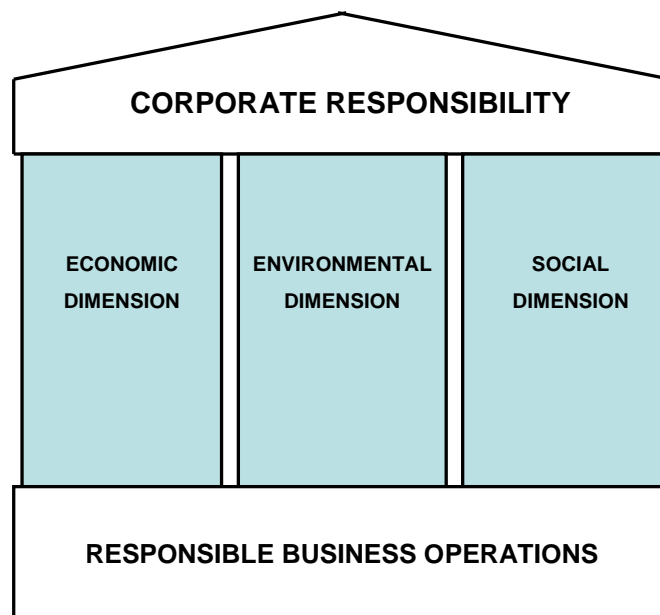 CORPORATE RESPONSIBILITY
ECONOMIC
DIMENSION
ENVIRONMENTAL
DIMENSION
SOCIAL
DIMENSION
RESPONSIBLE BUSINESS OPERATIONS